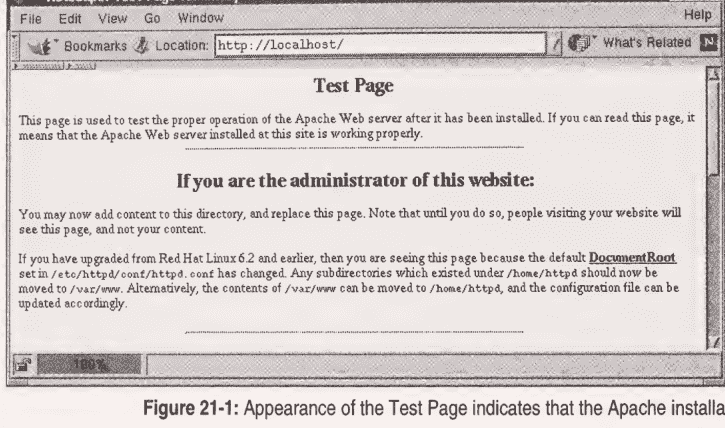 File Edit View Go Window Help
Bookmarks Location: http://localhost/ What's Related N
Test Page
This page is used to test the proper operation of the Apache Web server after it has been installed. If you can read this page, it
means that the Apache Web server installed at this site is working properly.
If you are the administrator of this website:
You may now add content to this directory, and replace this page. Note that until you do so, people visiting your website will
see this page, and not your content.
If you have upgraded from Red Hat Linux 6.2 and earlier, then you are seeing this page because the default DocumentRoot
set in /etc/httpd/conf/httpd.conf has changed. Any subdirectories which existed under /home/httpd should now be
moved to /var/www. Alternatively, the contents of /var/www can be moved to /home/httpd, and the configuration file can be
updated accordingly.
100%
Figure 21-1: Appearance of the Test Page indicates that the Apache installa